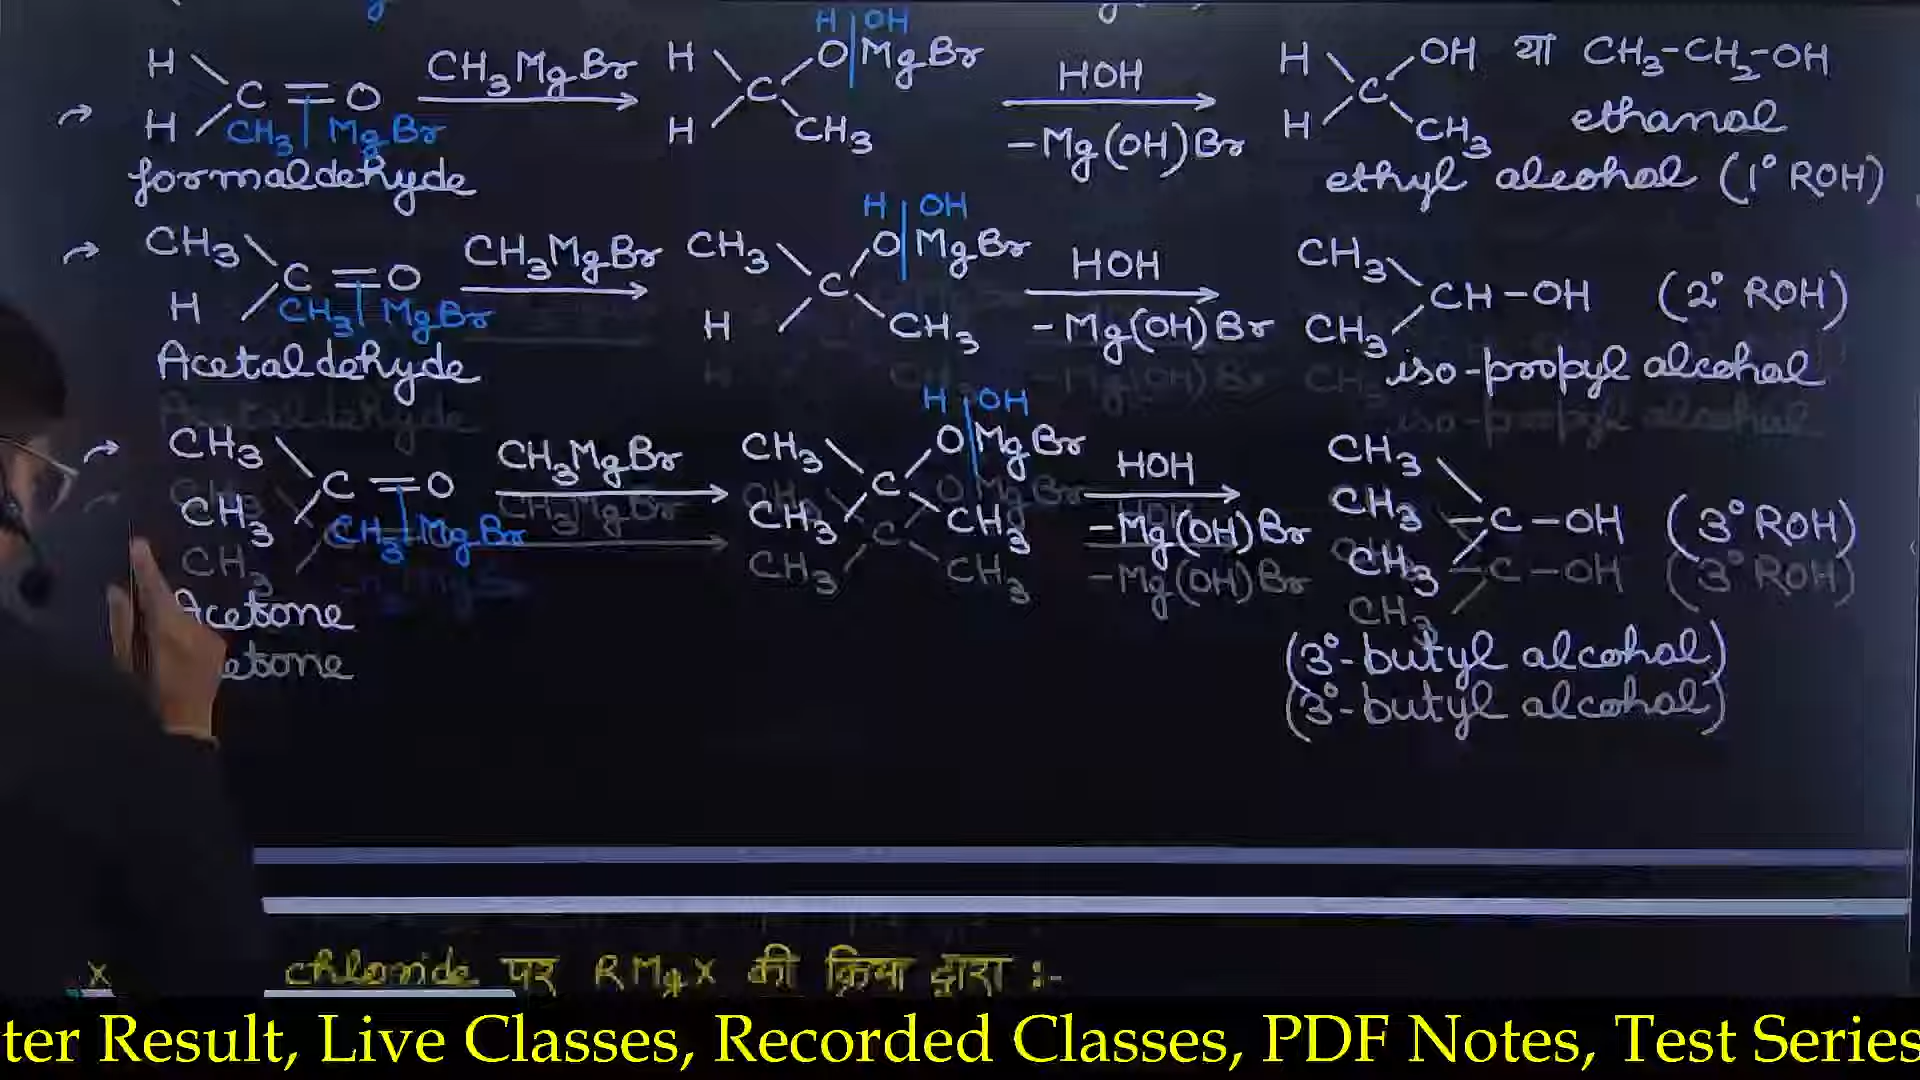 H OH
H C = O CH₃MgBr H C O MgBr HOH H C OH या CH₃-CH₂-OH
H CH₃ MgBr H CH₃ -Mg(OH)Br H CH₃ ethanol
formaldehyde ethyl alcohol (1° ROH)
H OH
CH₃ C = O CH₃MgBr CH₃ C O MgBr HOH CH₃ CH-OH (2° ROH)
H CH₃ MgBr H CH₃ -Mg(OH)Br CH₃
Acetaldehyde iso-propyl alcohol
H OH
CH₃ C = O CH₃MgBr CH₃ C O MgBr HOH CH₃
CH₃ CH₃ MgBr CH₃ CH₃ -Mg(OH)Br CH₃ C-OH (3° ROH)
CH₃
Acetone
(3°-butyl alcohol)
chloride पर RMgX की क्रिया द्वारा :-
ter Result, Live Classes, Recorded Classes, PDF Notes, Test Series